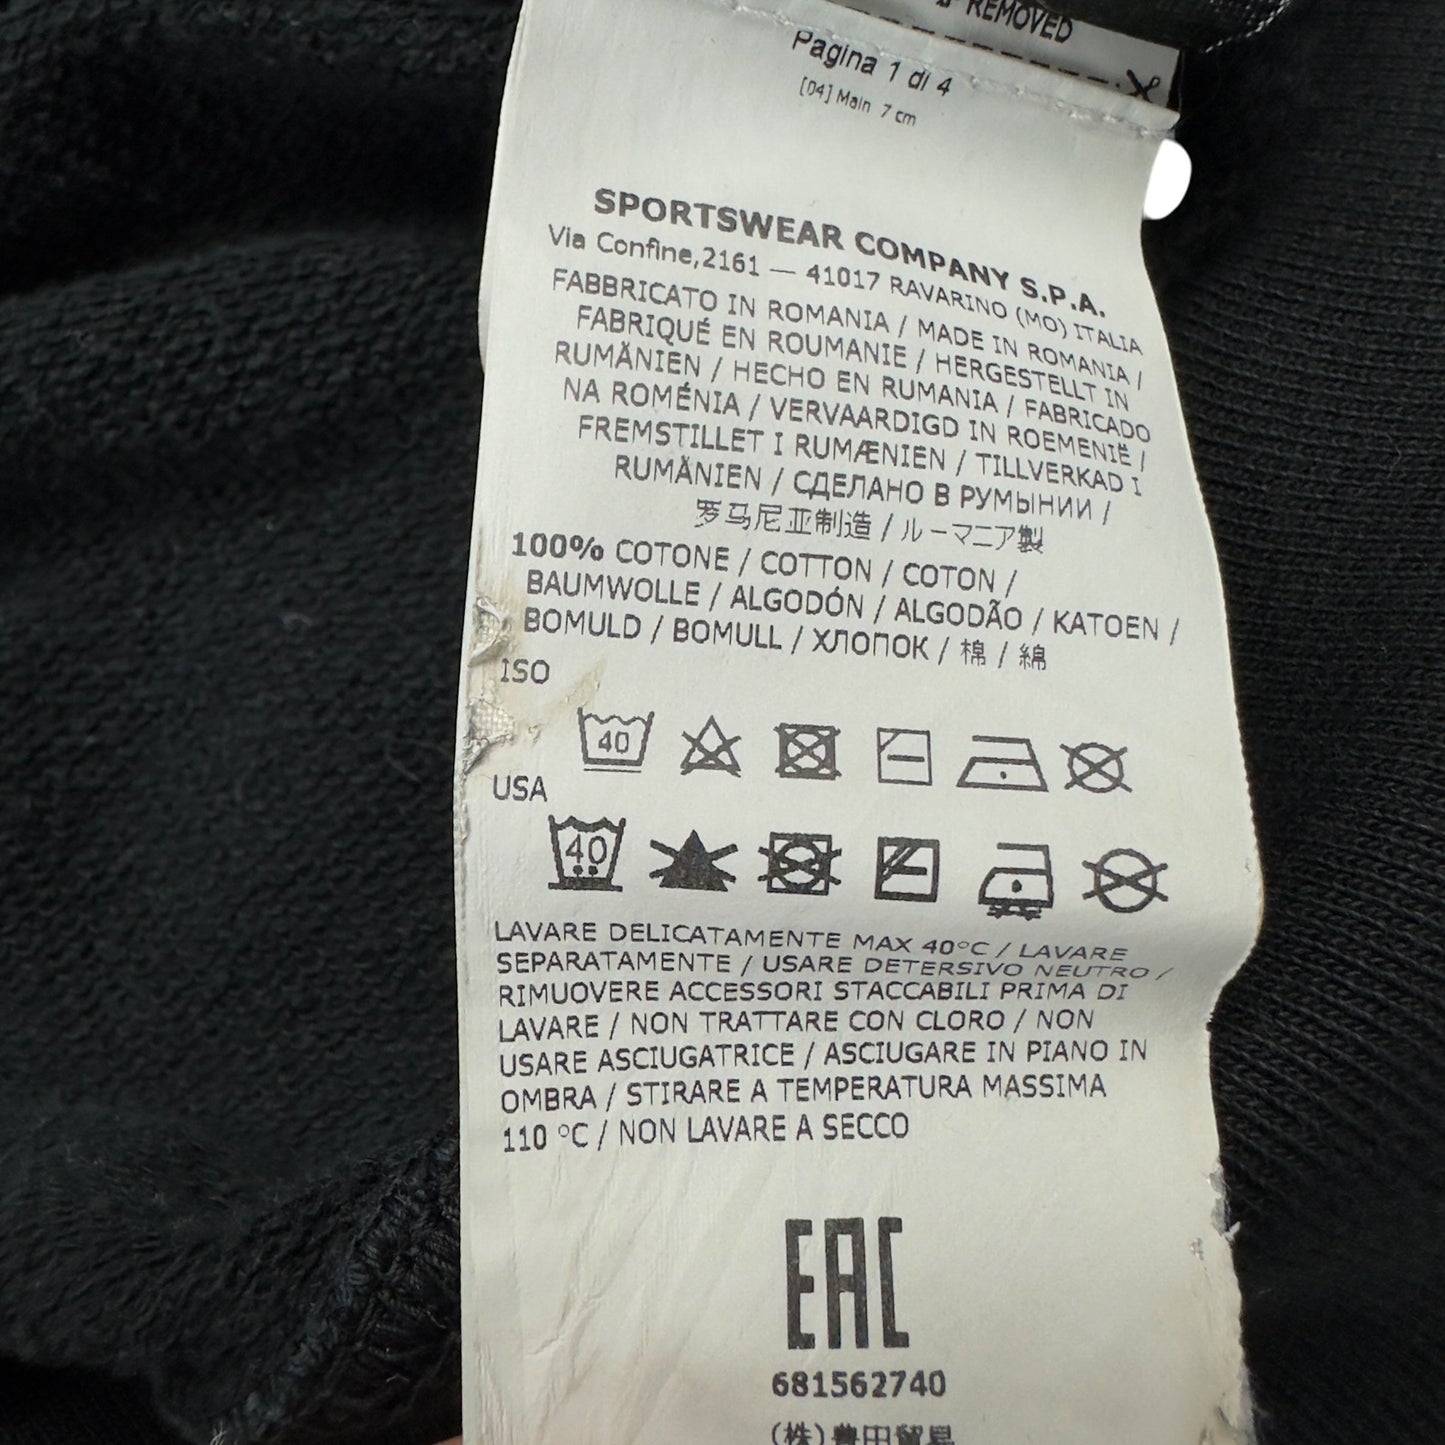 REMOVED
Pagina 1 di 4
[04] Main 7 cm
SPORTSWEAR COMPANY S.P.A.
Via Confine,2161 — 41017 RAVARINO (MO) ITALIA
FABBRICATO IN ROMANIA / MADE IN ROMANIA /
FABRIQUÉ EN ROUMANIE / HERGESTELLT IN
RUMÄNIEN / HECHO EN RUMANIA / FABRICADO
NA ROMÉNIA / VERVAARDIGD IN ROEMENIË /
FREMSTILLET I RUMÆNIEN / TILLVERKAD I
RUMÄNIEN / СДЕЛАНО В РУМЫНИИ /
罗马尼亚制造 / ルーマニア製
100% COTONE / COTTON / COTON /
BAUMWOLLE / ALGODÓN / ALGODÃO / KATOEN /
BOMULD / BOMULL / ХЛОПОК / 棉 / 綿
ISO
40
USA
40
LAVARE DELICATAMENTE MAX 40°C / LAVARE
SEPARATAMENTE / USARE DETERSIVO NEUTRO /
RIMUOVERE ACCESSORI STACCABILI PRIMA DI
LAVARE / NON TRATTARE CON CLORO / NON
USARE ASCIUGATRICE / ASCIUGARE IN PIANO IN
OMBRA / STIRARE A TEMPERATURA MASSIMA
110 °C / NON LAVARE A SECCO
EAC
681562740
(株)豊田貿易